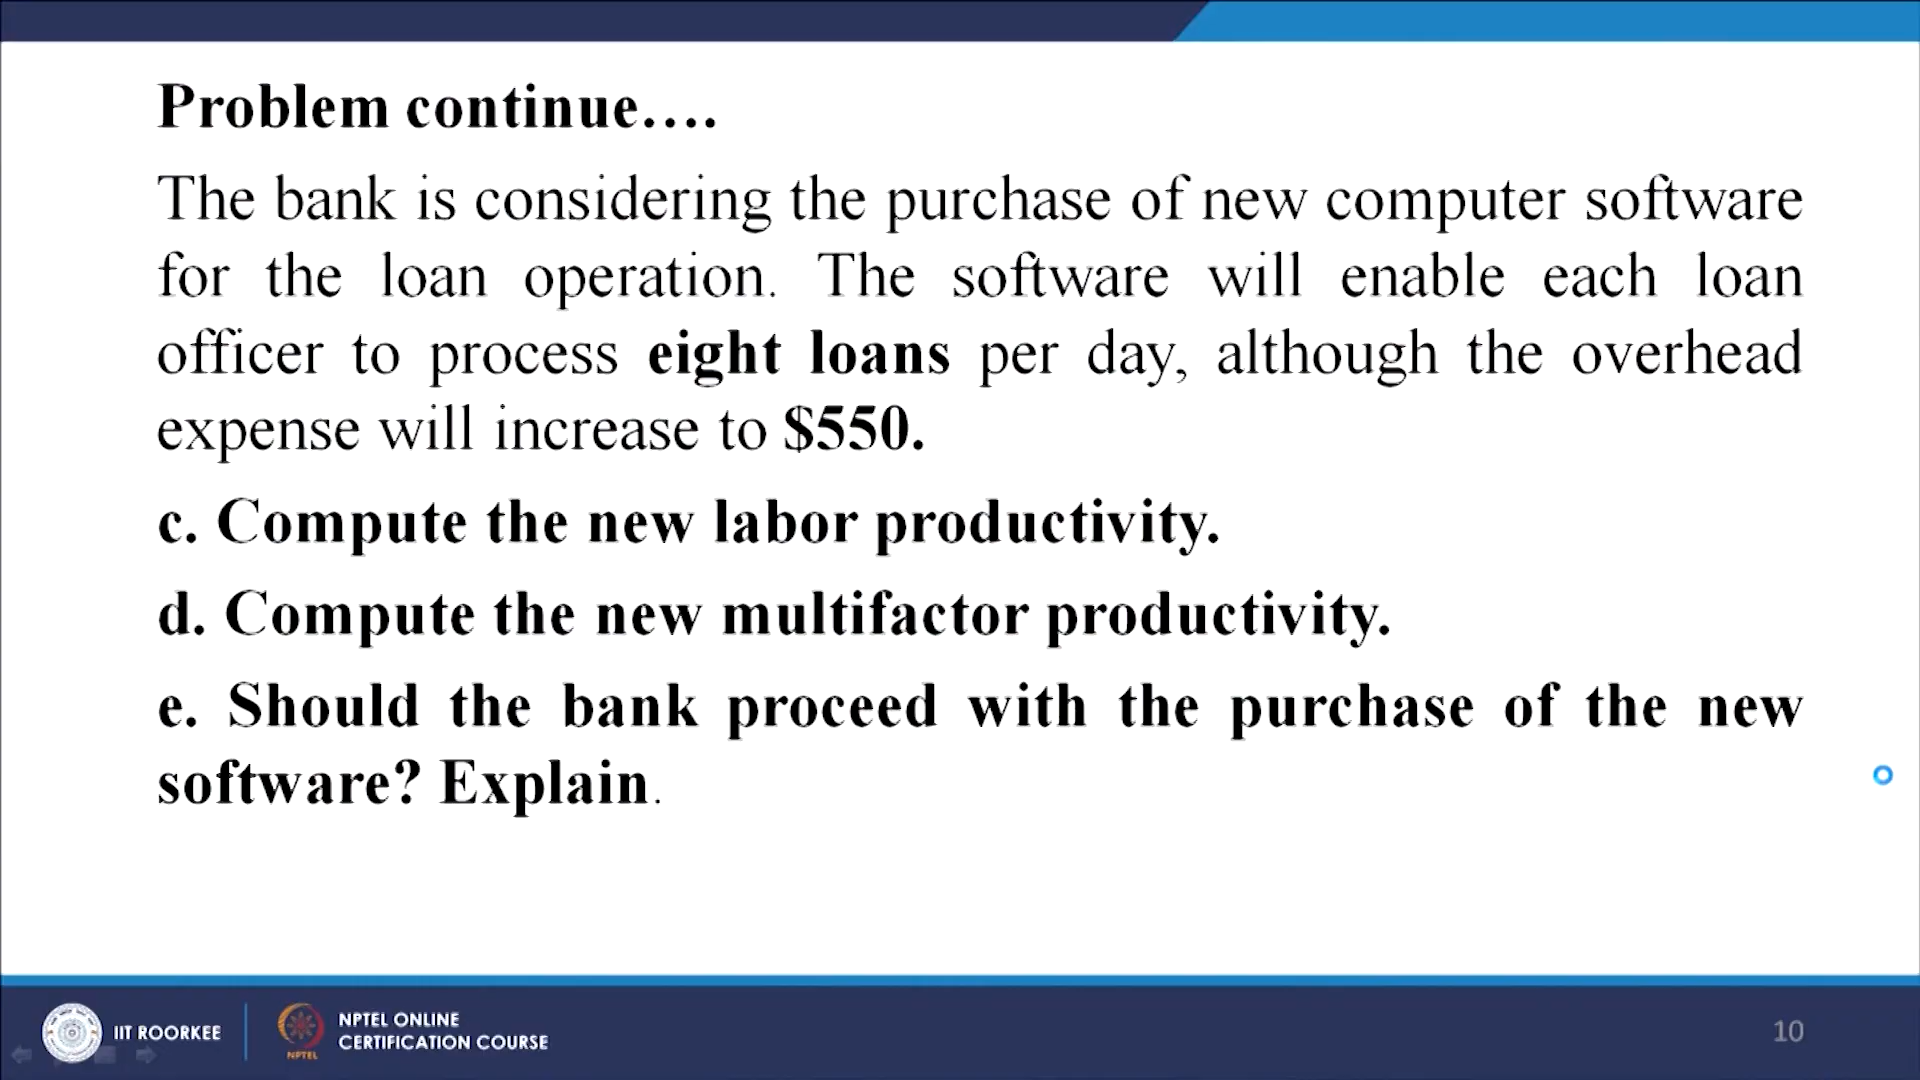 Problem continue….
The bank is considering the purchase of new computer software
for the loan operation. The software will enable each loan
officer to process eight loans per day, although the overhead
expense will increase to $550.
c. Compute the new labor productivity.
d. Compute the new multifactor productivity.
e. Should the bank proceed with the purchase of the new
software? Explain.
IIT ROORKEE
NPTEL
NPTEL ONLINE
CERTIFICATION COURSE
10